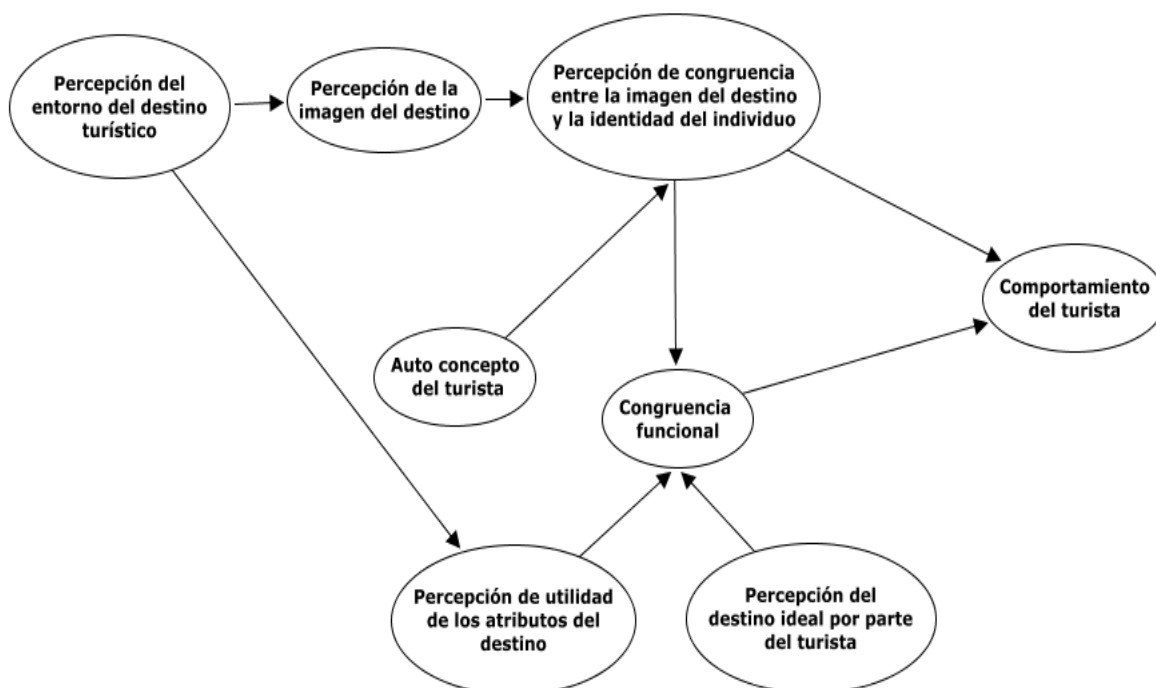 Percepción del
entorno del destino
turístico
Percepción de la
imagen del destino
Percepción de congruencia
entre la imagen del destino
y la identidad del individuo
Comportamiento
del turista
Auto concepto
del turista
Congruencia
funcional
Percepción de utilidad
de los atributos del
destino
Percepción del
destino ideal por parte
del turista